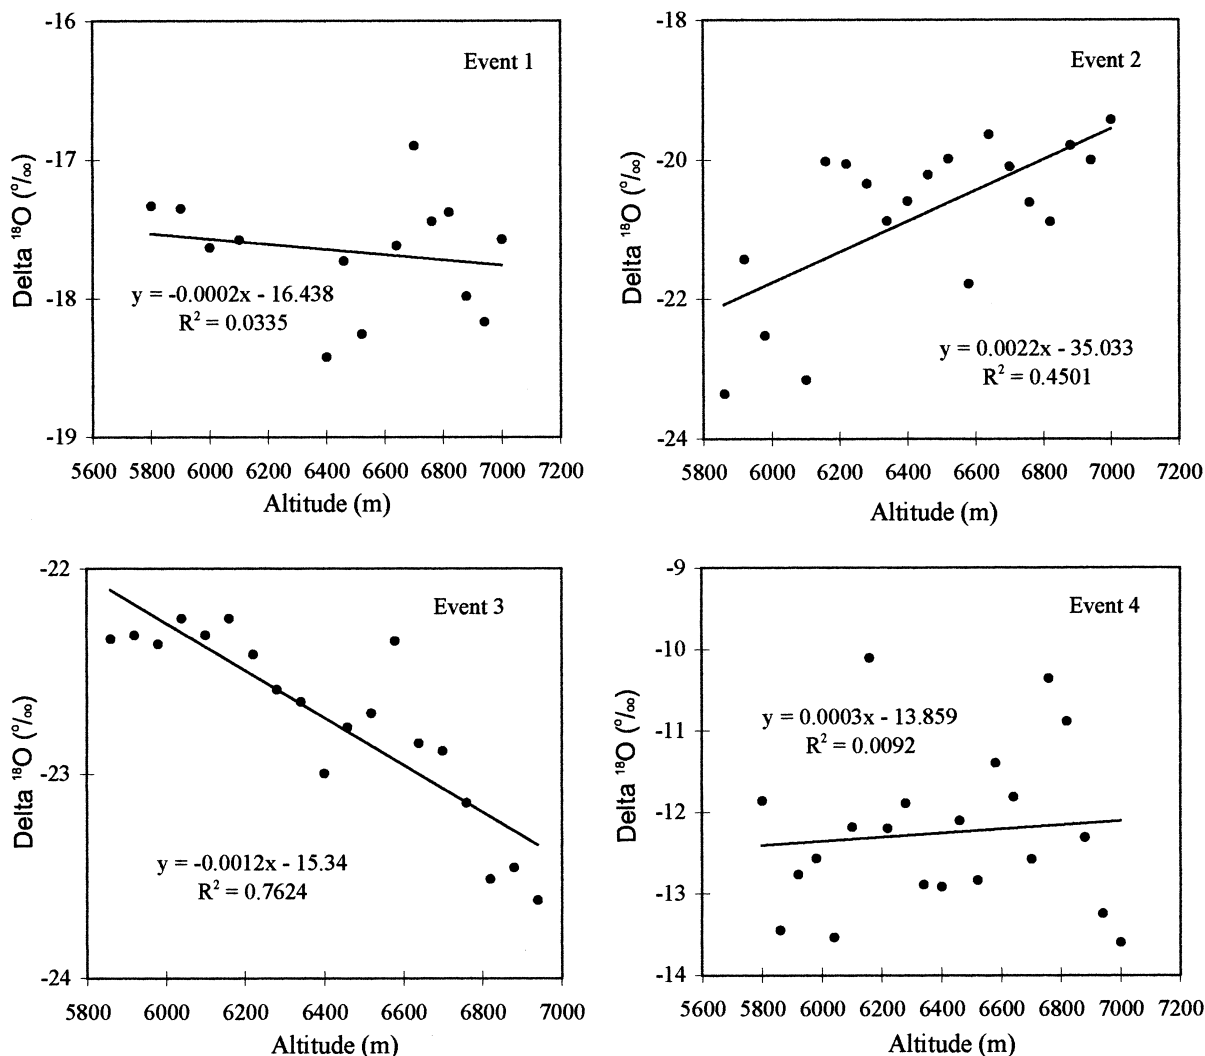 -16
-17
-18
-19
Delta ¹⁸O (°/₀₀)
Event 1
y = -0.0002x - 16.438
R² = 0.0335
5600 5800 6000 6200 6400 6600 6800 7000 7200
Altitude (m)
-18
-20
-22
-24
Delta ¹⁸O (°/₀₀)
Event 2
y = 0.0022x - 35.033
R² = 0.4501
5800 6000 6200 6400 6600 6800 7000 7200
Altitude (m)
-22
-23
-24
Delta ¹⁸O (°/₀₀)
Event 3
y = -0.0012x - 15.34
R² = 0.7624
5800 6000 6200 6400 6600 6800 7000
Altitude (m)
-9
-10
-11
-12
-13
-14
Delta ¹⁸O (°/₀₀)
Event 4
y = 0.0003x - 13.859
R² = 0.0092
5600 5800 6000 6200 6400 6600 6800 7000 7200
Altitude (m)